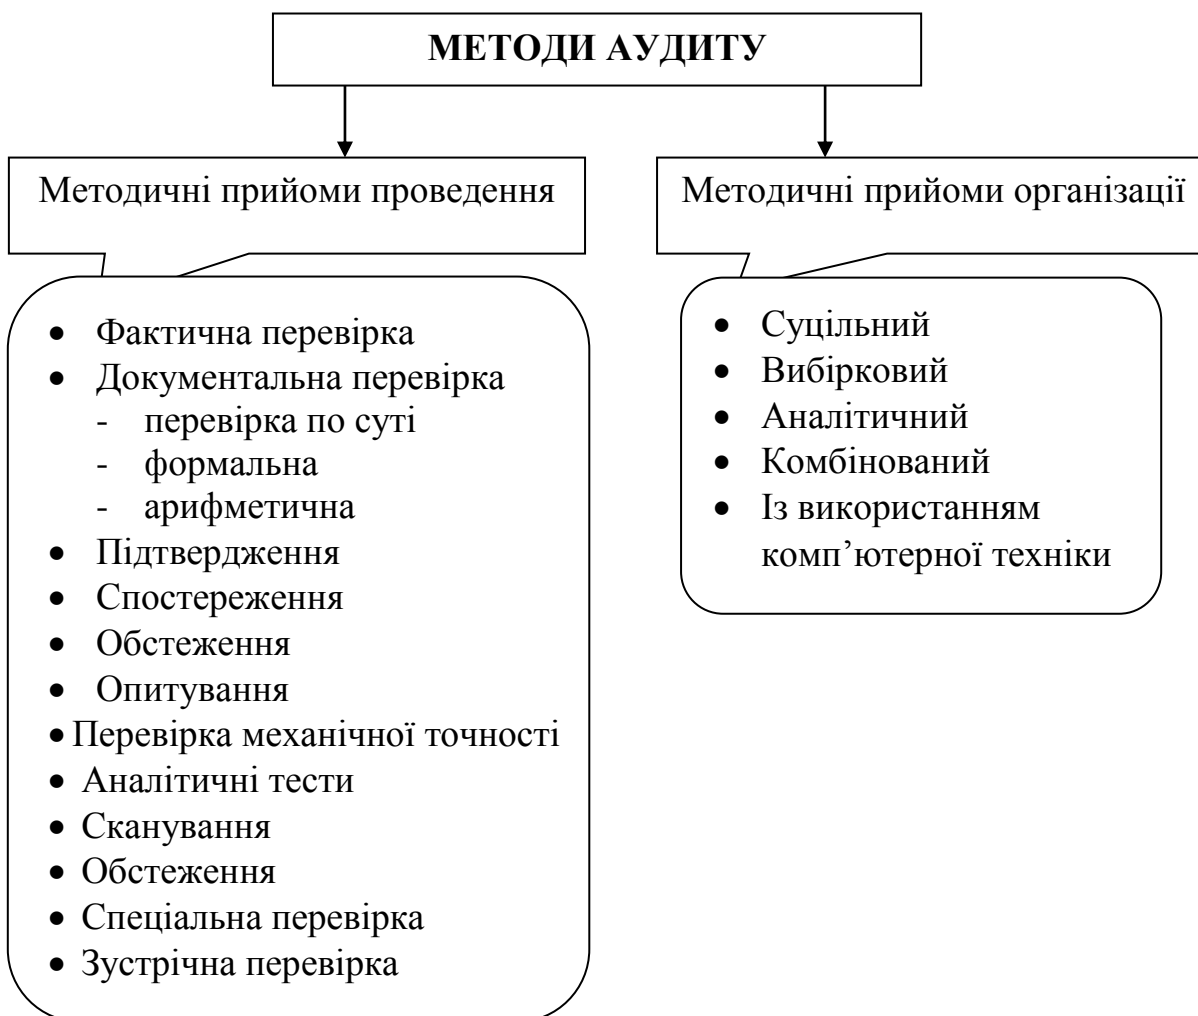 МЕТОДИ АУДИТУ
Методичні прийоми проведення
Методичні прийоми організації
• Фактична перевірка
• Документальна перевірка
- перевірка по суті
- формальна
- арифметична
• Підтвердження
• Спостереження
• Обстеження
• Опитування
• Перевірка механічної точності
• Аналітичні тести
• Сканування
• Обстеження
• Спеціальна перевірка
• Зустрічна перевірка
• Суцільний
• Вибірковий
• Аналітичний
• Комбінований
• Із використанням
комп’ютерної техніки